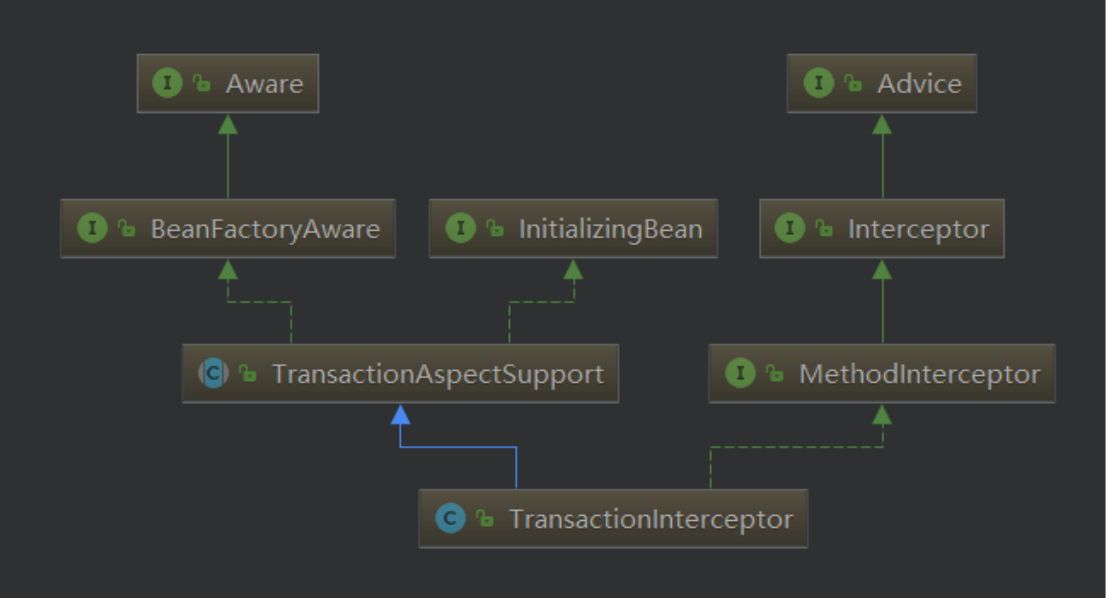 I Aware
I Advice
I BeanFactoryAware
I InitializingBean
I Interceptor
C TransactionAspectSupport
I MethodInterceptor
C TransactionInterceptor